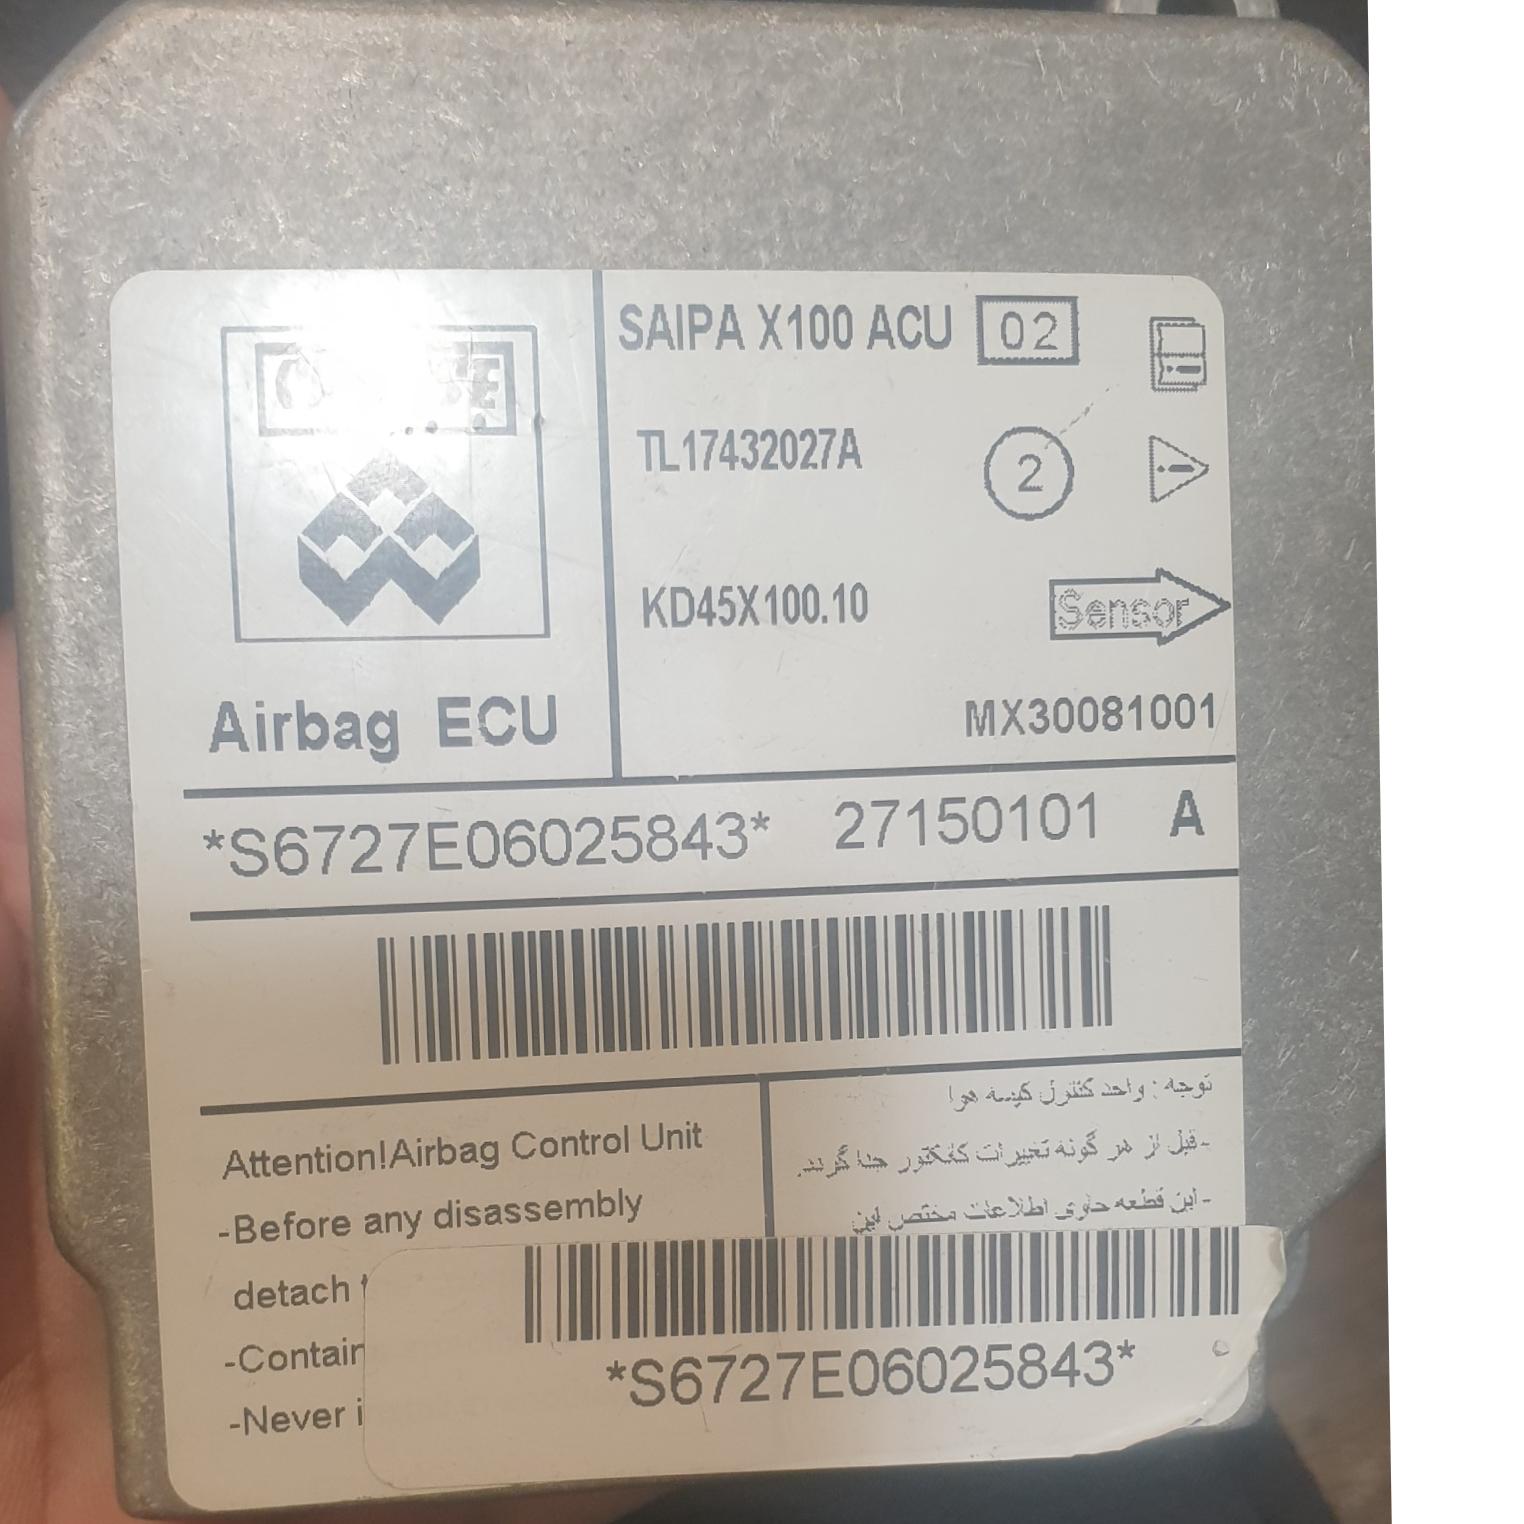 SAIPA X100 ACU 02
TL17432027A 2
KD45X100.10 Sensor
MX30081001
Airbag ECU
*S6727E06025843* 27150101 A
Attention!Airbag Control Unit
-Before any disassembly
detach
-Contain
-Never i
توجه : واحد کنترل کیسه هوا
-قبل از هر گونه تغییرات کانکتور جدا گردد.
-این قطعه حاوی اطلاعات مختص این
*S6727E06025843*